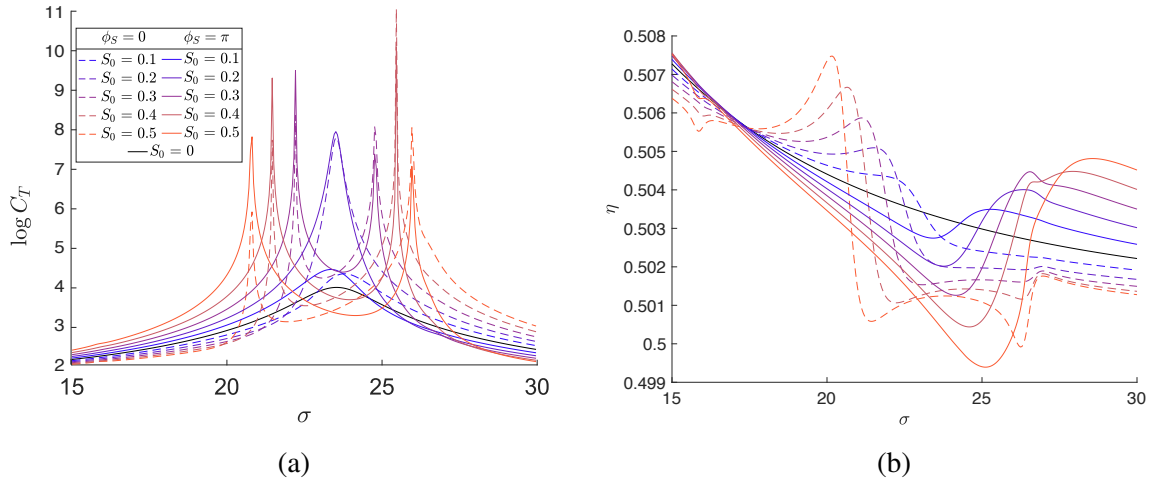 11
10
9
8
7
6
5
4
3
2
log C_T
ϕ_S = 0 ϕ_S = π
S_0 = 0.1 S_0 = 0.1
S_0 = 0.2 S_0 = 0.2
S_0 = 0.3 S_0 = 0.3
S_0 = 0.4 S_0 = 0.4
S_0 = 0.5 S_0 = 0.5
S_0 = 0
15 20 25 30
σ
(a)
0.508
0.507
0.506
0.505
0.504
0.503
0.502
0.501
0.5
0.499
η
15 20 25 30
σ
(b)